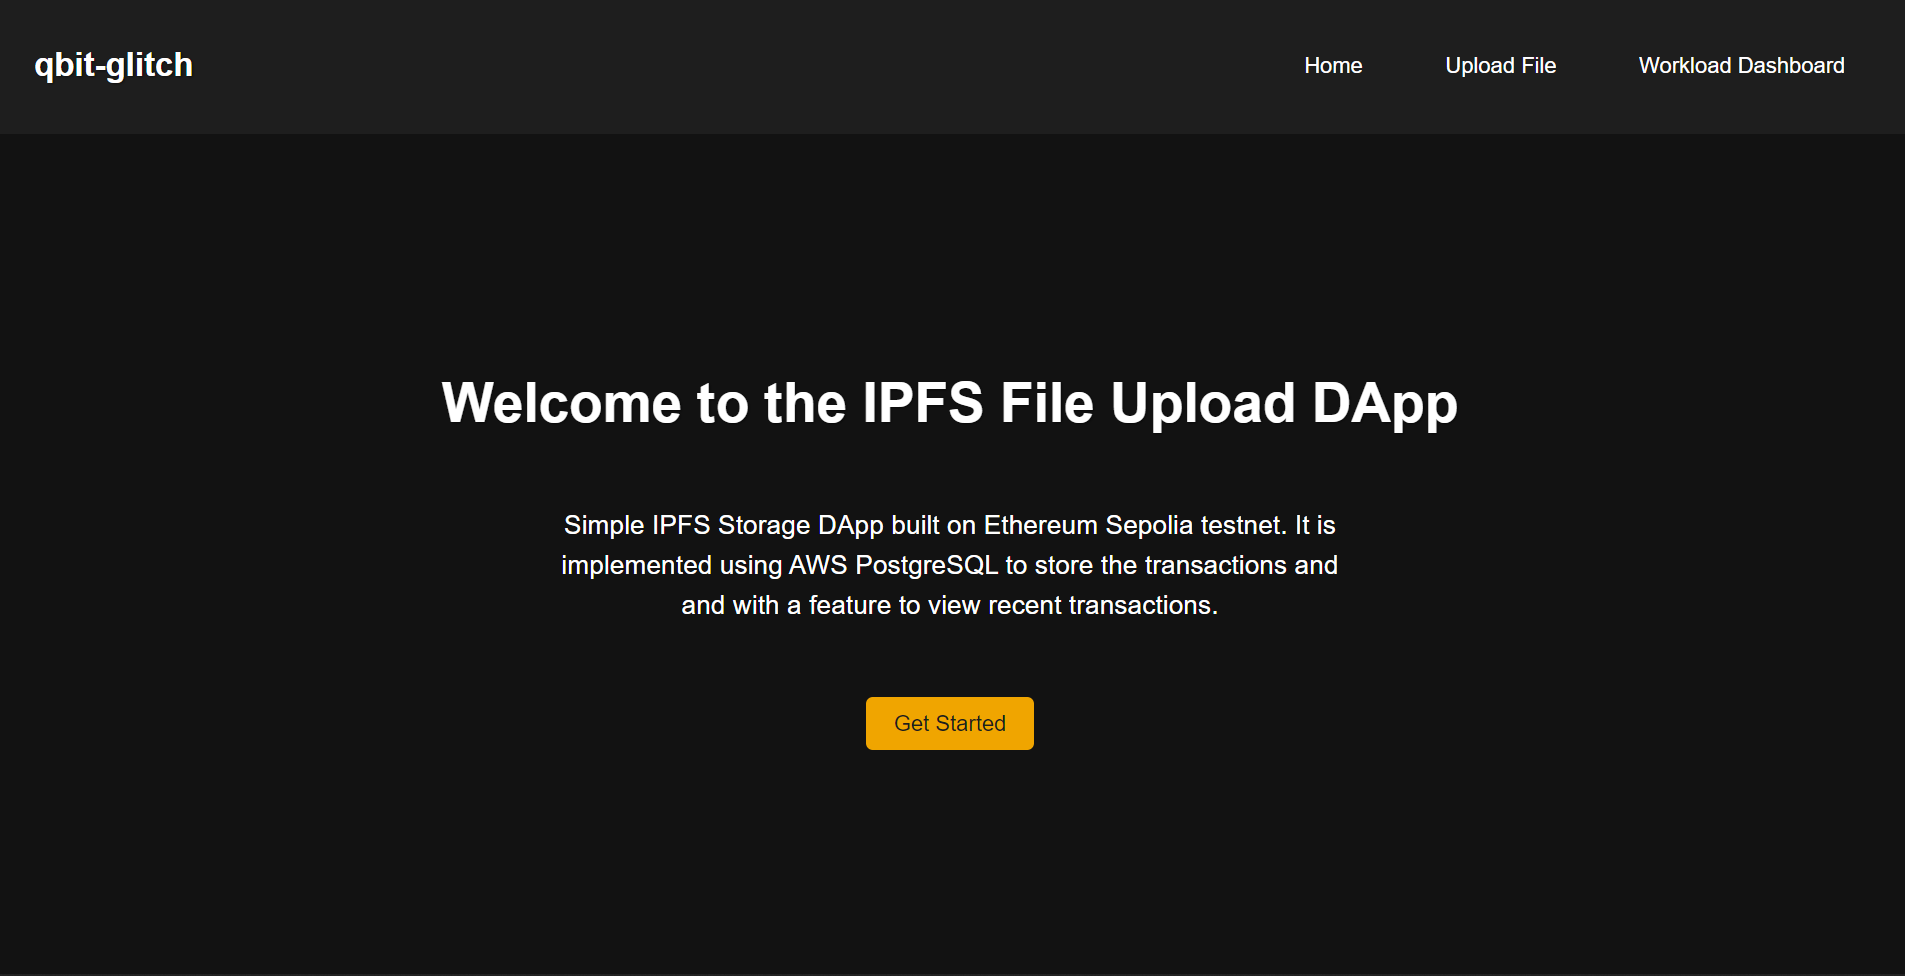 qbit-glitch
Home
Upload File
Workload Dashboard
Welcome to the IPFS File Upload DApp
Simple IPFS Storage DApp built on Ethereum Sepolia testnet. It is
implemented using AWS PostgreSQL to store the transactions and
and with a feature to view recent transactions.
Get Started